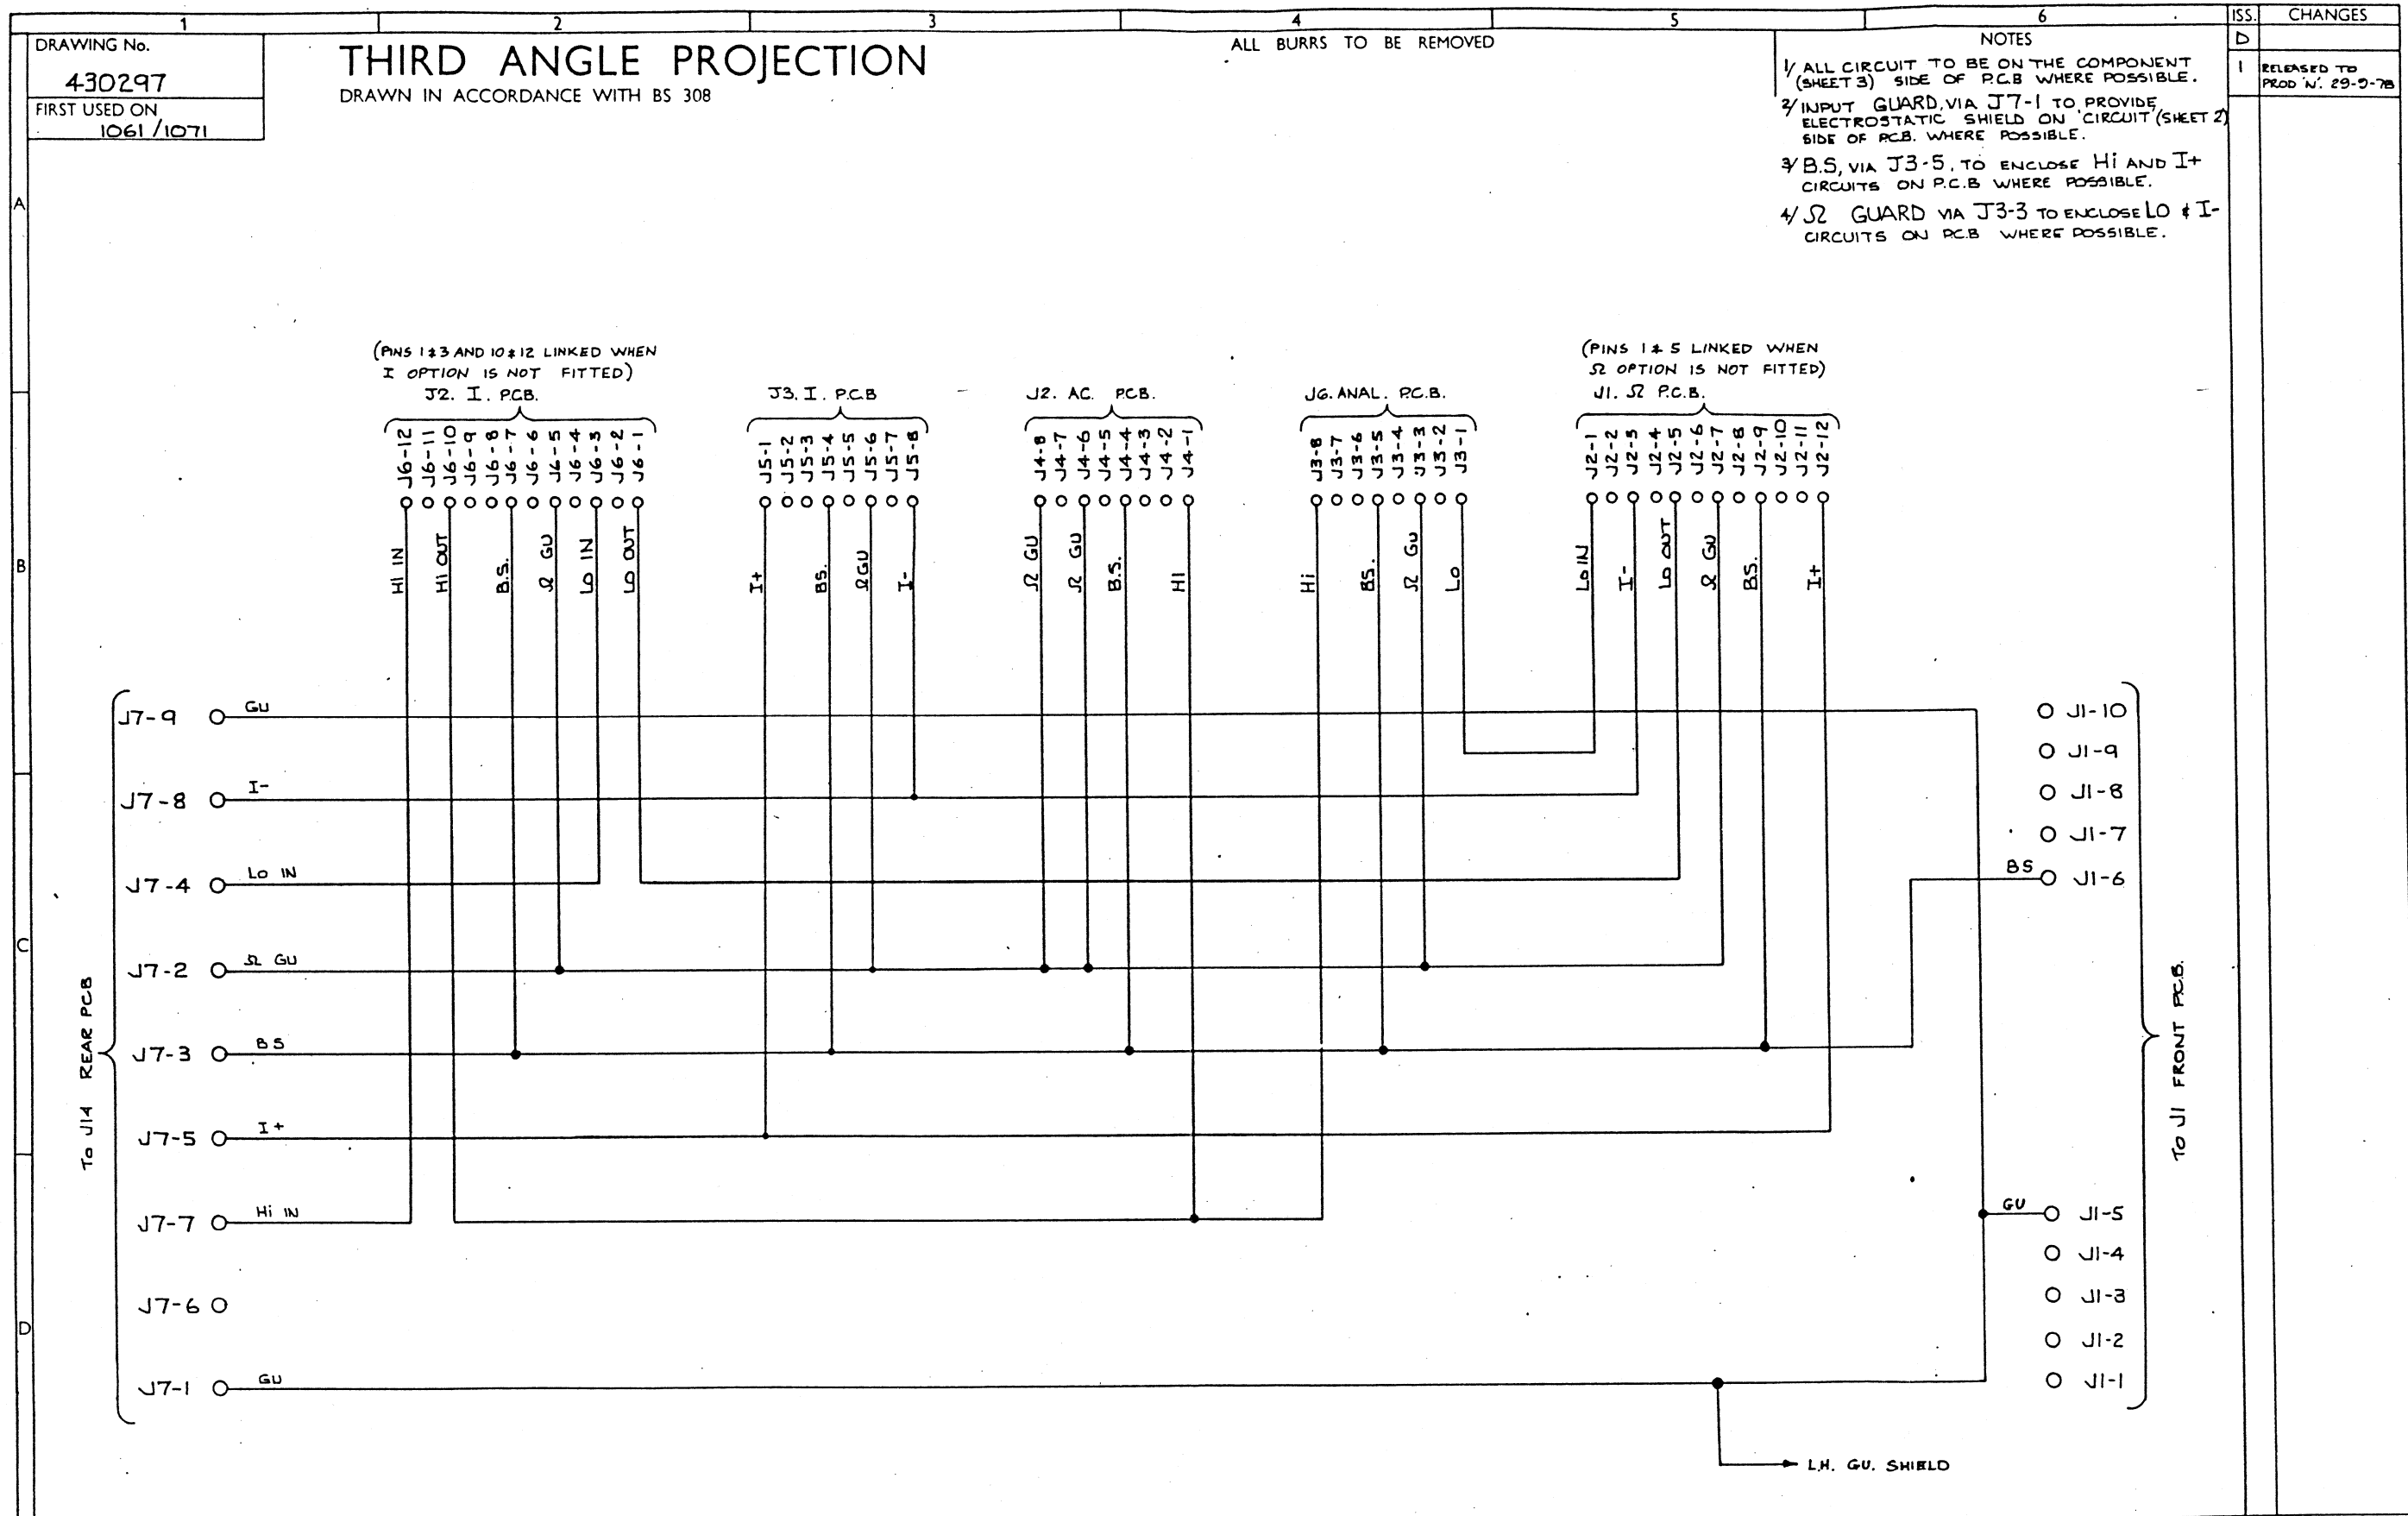 1 2 3 4 5 6
ISS. CHANGES
DRAWING No.
430297
FIRST USED ON
1061/1071
THIRD ANGLE PROJECTION
DRAWN IN ACCORDANCE WITH BS 308
ALL BURRS TO BE REMOVED
D
1 RELEASED TO
PROD'N'. 29-9-78
NOTES
1/ ALL CIRCUIT TO BE ON THE COMPONENT
(SHEET 3) SIDE OF P.C.B WHERE POSSIBLE.
2/ INPUT GUARD, VIA J7-1 TO PROVIDE
ELECTROSTATIC SHIELD ON 'CIRCUIT' (SHEET 2)
SIDE OF P.C.B. WHERE POSSIBLE.
3/ B.S, VIA J3-5, TO ENCLOSE Hi AND I+
CIRCUITS ON P.C.B WHERE POSSIBLE.
4/ Ω GUARD VIA J3-3 TO ENCLOSE LO & I-
CIRCUITS ON P.C.B WHERE POSSIBLE.
A
B
C
D
(PINS 1 & 3 AND 10 & 12 LINKED WHEN
I OPTION IS NOT FITTED)
J2. I. P.C.B.
J3. I. P.C.B
J2. AC. P.C.B.
J6. ANAL. P.C.B.
(PINS 1 & 5 LINKED WHEN
Ω OPTION IS NOT FITTED)
J1. Ω P.C.B.
J6-12
J6-11
J6-10
J6-9
J6-8
J6-7
J6-6
J6-5
J6-4
J6-3
J6-2
J6-1
J5-1
J5-2
J5-3
J5-4
J5-5
J5-6
J5-7
J5-8
J4-8
J4-7
J4-6
J4-5
J4-4
J4-3
J4-2
J4-1
J3-8
J3-7
J3-6
J3-5
J3-4
J3-3
J3-2
J3-1
J2-1
J2-2
J2-3
J2-4
J2-5
J2-6
J2-7
J2-8
J2-9
J2-10
J2-11
J2-12
HI IN
HI OUT
B.S.
Ω GU
LO IN
LO OUT
I+
BS.
Ω GU
I-
Ω GU
Ω GU
B.S.
HI
Hi
BS.
Ω GU
LO
LO IN
I-
LO OUT
Ω GU
BS.
I+
J7-9 GU
J7-8 I-
J7-4 Lo IN
J7-2 Ω GU
J7-3 BS
J7-5 I+
J7-7 Hi IN
J7-6
J7-1 GU
To J14 REAR PCB
J1-10
J1-9
J1-8
J1-7
BS J1-6
GU J1-5
J1-4
J1-3
J1-2
J1-1
TO J1 FRONT P.C.B.
L.H. GU. SHIELD